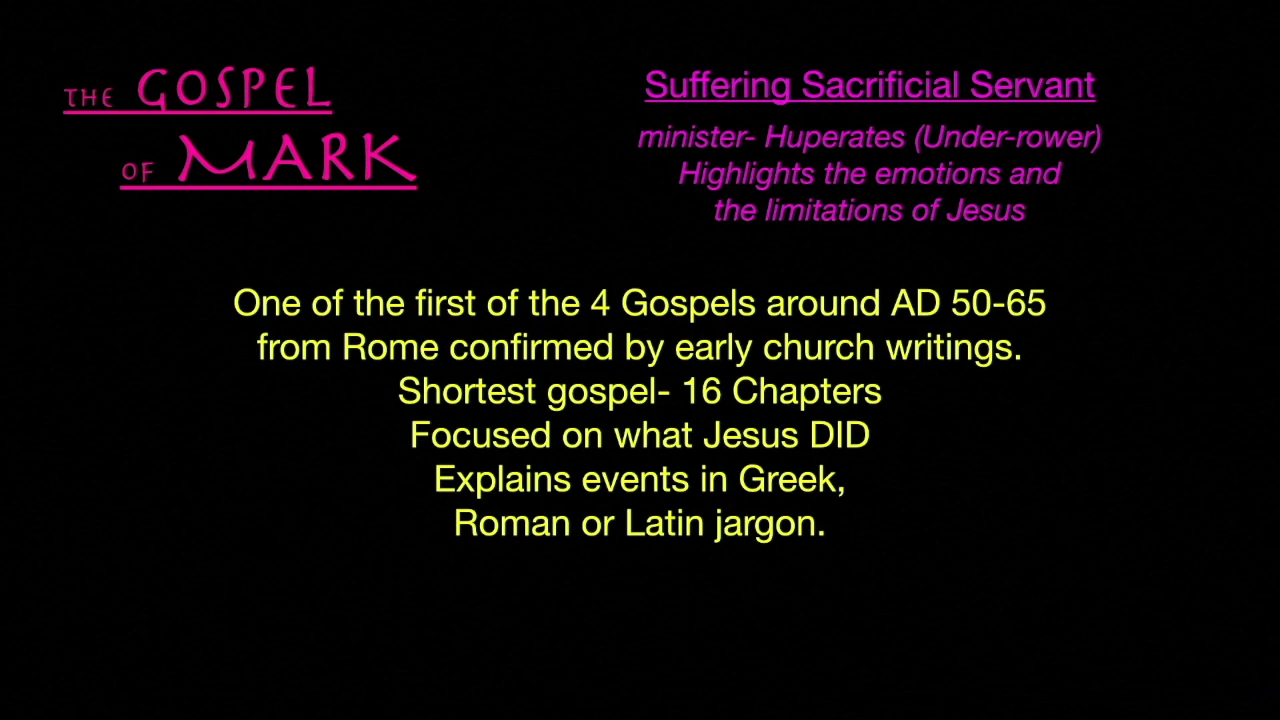 THE GOSPEL
OF MARK
Suffering Sacrificial Servant
minister- Huperates (Under-rower)
Highlights the emotions and
the limitations of Jesus
One of the first of the 4 Gospels around AD 50-65
from Rome confirmed by early church writings.
Shortest gospel- 16 Chapters
Focused on what Jesus DID
Explains events in Greek,
Roman or Latin jargon.